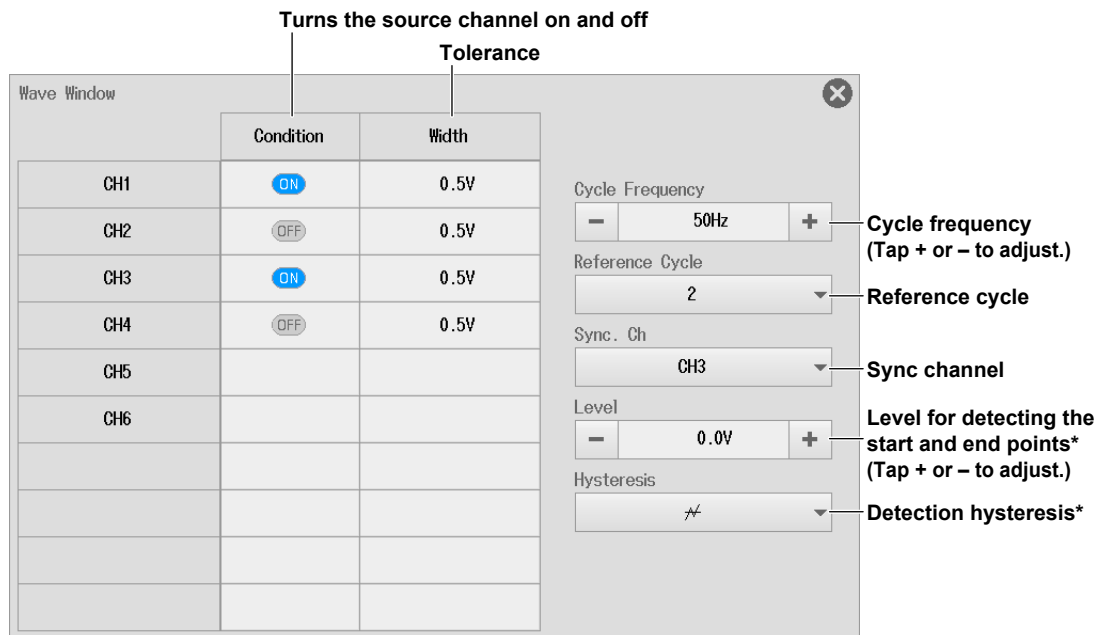 Turns the source channel on and off
Tolerance
Wave Window
Condition Width
CH1 ON 0.5V
CH2 OFF 0.5V
CH3 ON 0.5V
CH4 OFF 0.5V
CH5
CH6
Cycle Frequency
− 50Hz +
Cycle frequency
(Tap + or – to adjust.)
Reference Cycle
2
Reference cycle
Sync. Ch
CH3
Sync channel
Level
− 0.0V +
Level for detecting the
start and end points*
(Tap + or – to adjust.)
Hysteresis
Detection hysteresis*